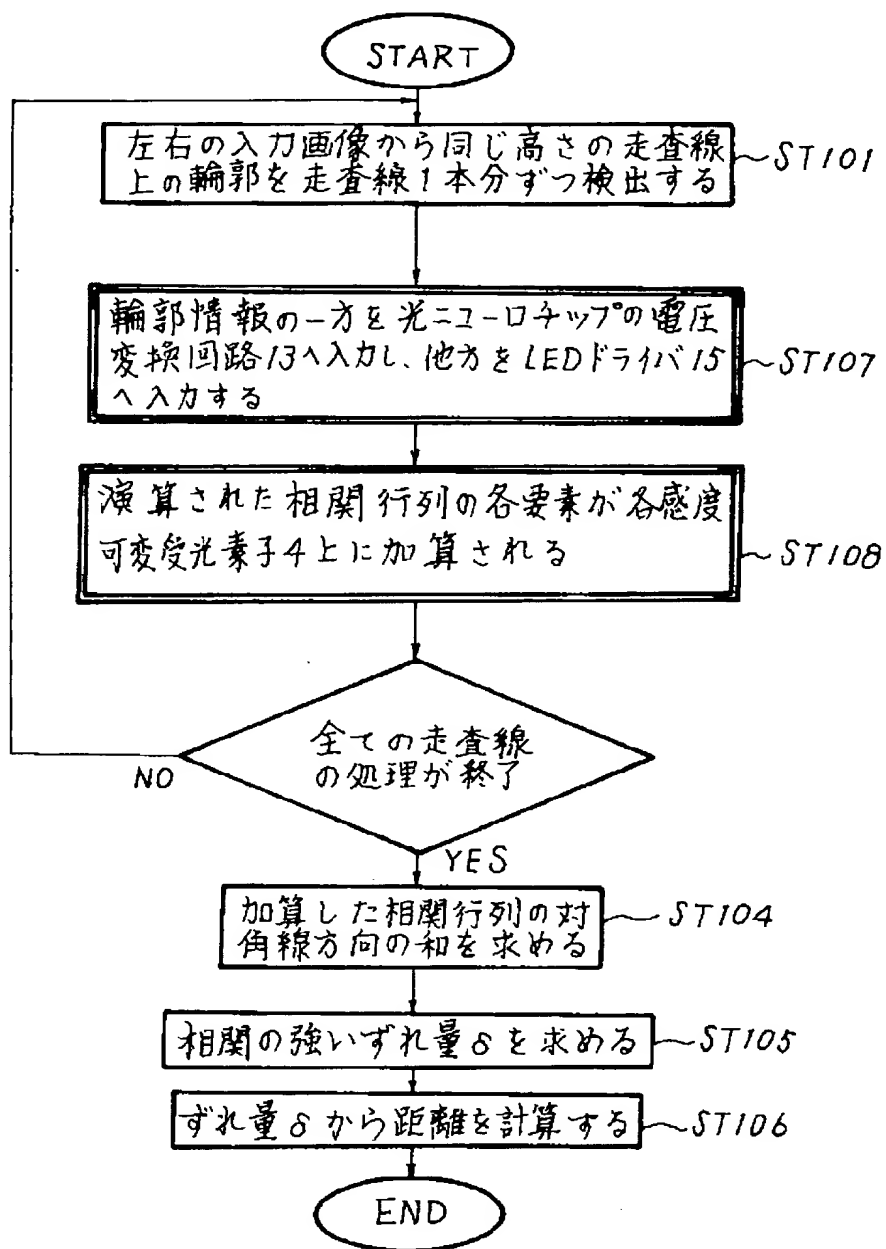 START
左右の入力画像から同じ高さの走査線
上の輪郭を走査線1本分ずつ検出する
ST101
輪郭情報の一方を光ニューロチップの電圧
変換回路13へ入力し、他方をLEDドライバ15
へ入力する
ST107
演算された相関行列の各要素が各感度
可変受光素子4上に加算される
ST108
全ての走査線
の処理が終了
NO
YES
加算した相関行列の対
角線方向の和を求める
ST104
相関の強いずれ量δを求める
ST105
ずれ量δから距離を計算する
ST106
END